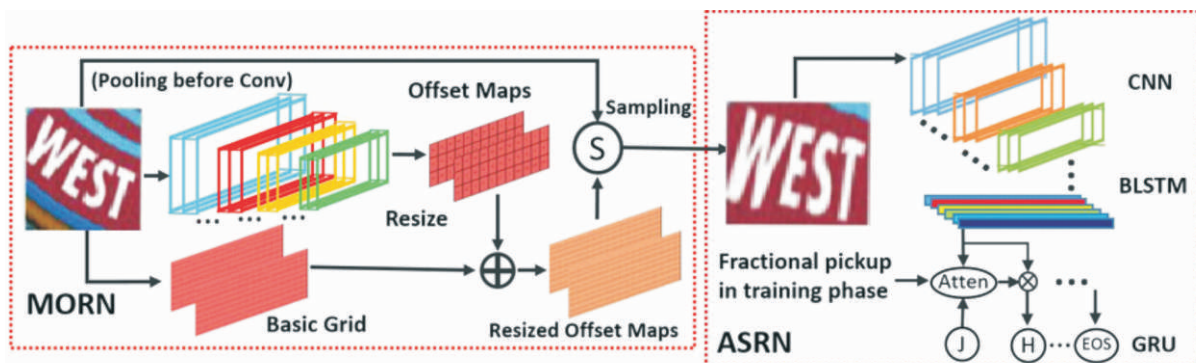 (Pooling before Conv)
Offset Maps
Sampling
CNN
WEST
S
WEST
BLSTM
Resize
Fractional pickup
in training phase
Atten
MORN
Basic Grid
Resized Offset Maps
ASRN
J
H
EOS
GRU